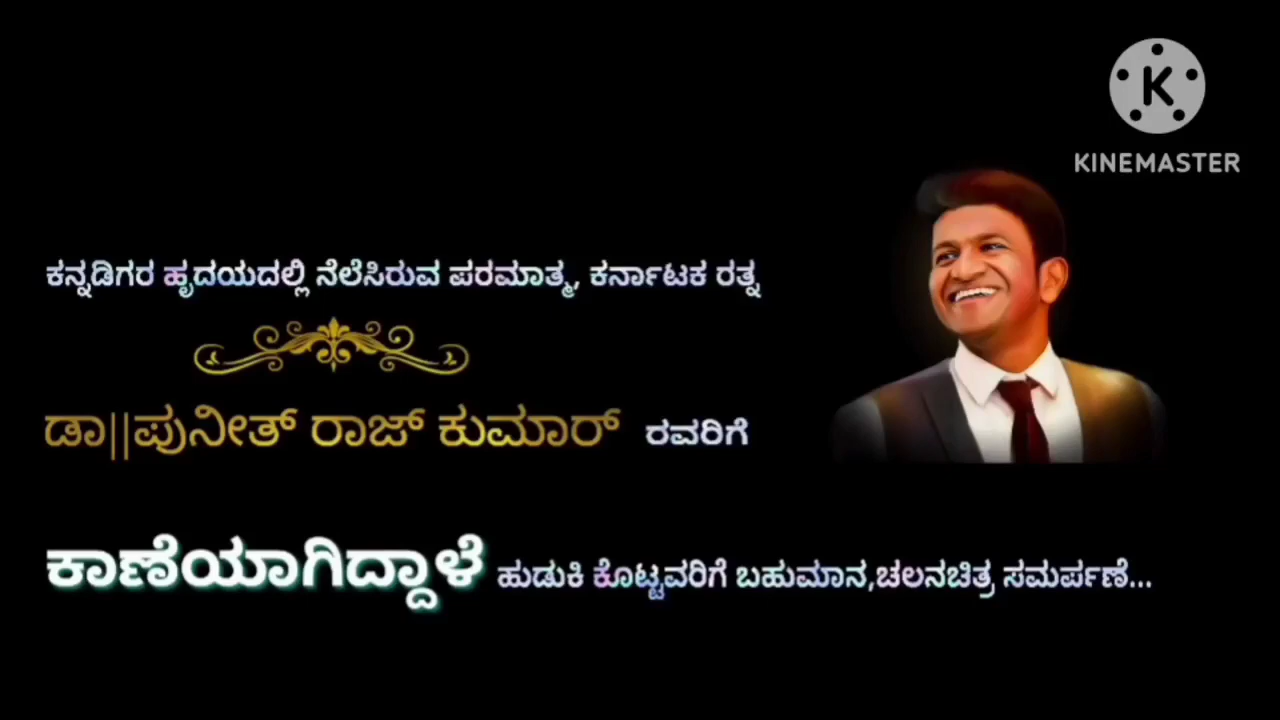 KINEMASTER
ಕನ್ನಡಿಗರ ಹೃದಯದಲ್ಲಿ ನೆಲೆಸಿರುವ ಪರಮಾತ್ಮ, ಕರ್ನಾಟಕ ರತ್ನ
ಡಾ||ಪುನೀತ್ ರಾಜ್ ಕುಮಾರ್ ರವರಿಗೆ
ಕಾಣೆಯಾಗಿದ್ದಾಳೆ ಹುಡುಕಿ ಕೊಟ್ಟವರಿಗೆ ಬಹುಮಾನ,ಚಲನಚಿತ್ರ ಸಮರ್ಪಣೆ...